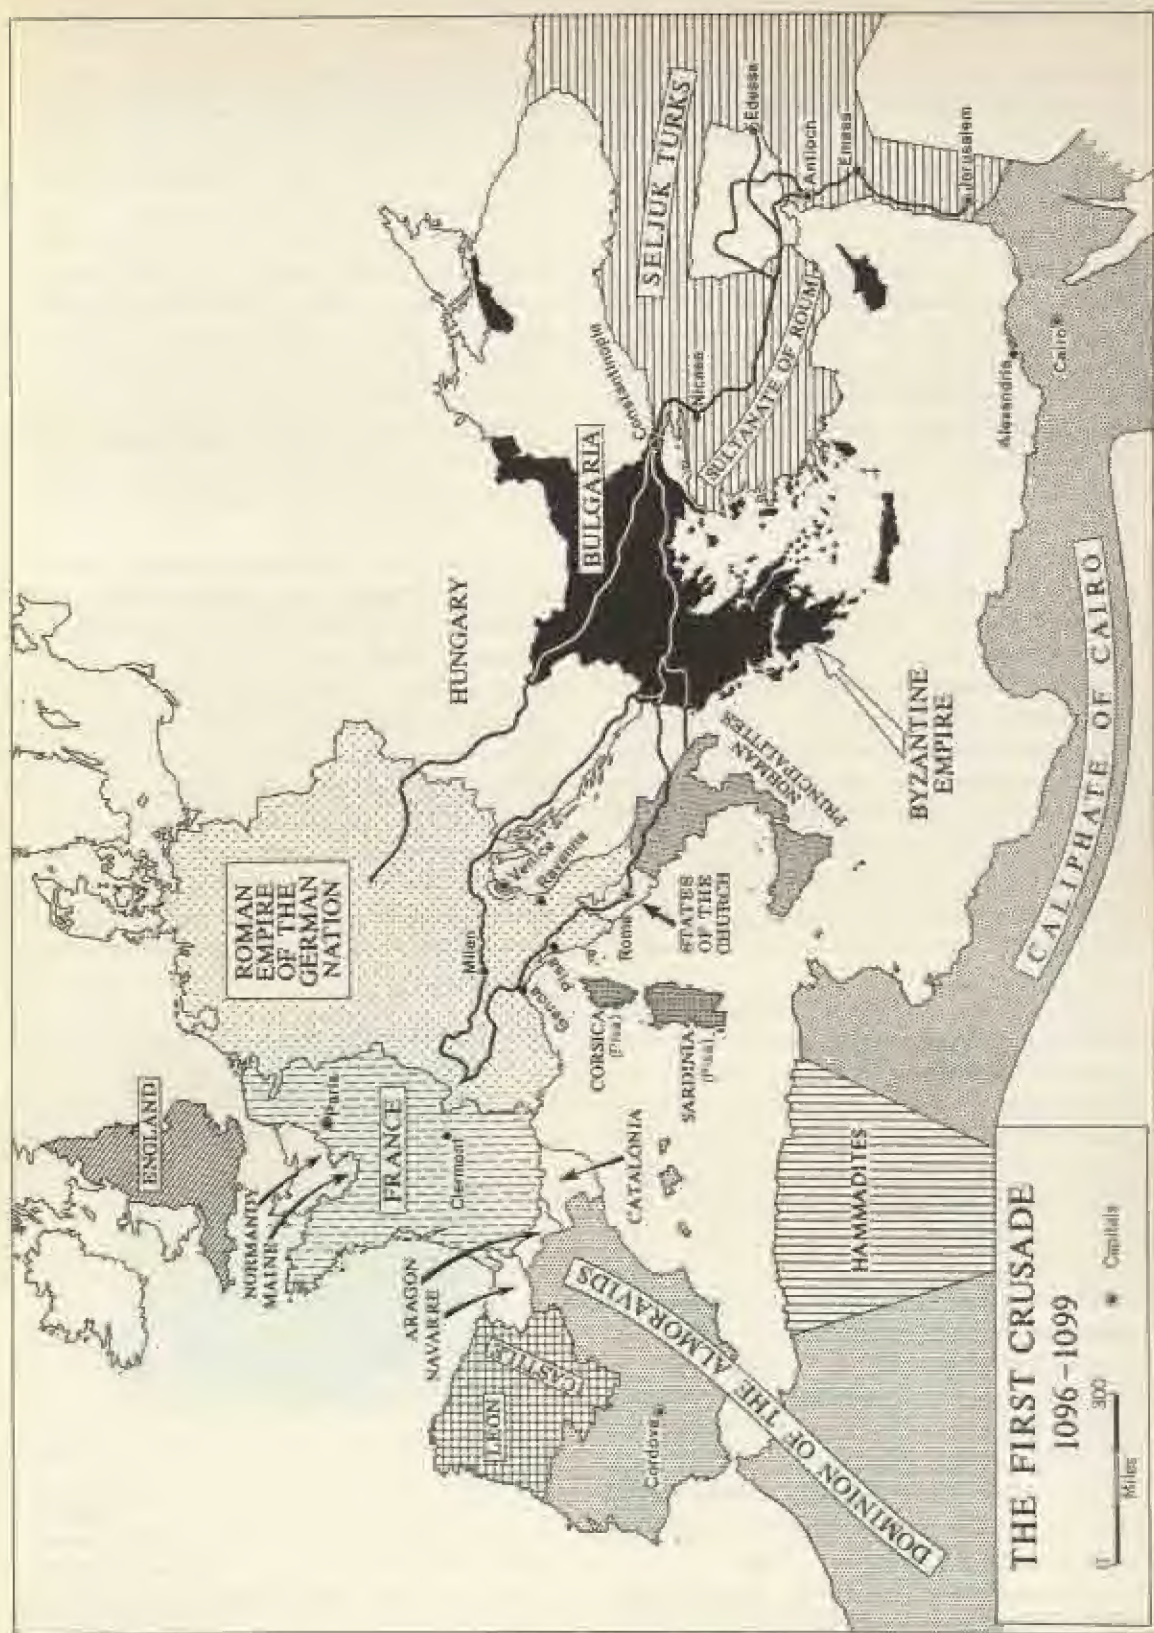 THE FIRST CRUSADE
1096–1099
0
300
Miles
Capitals
ENGLAND
NORMANDY
MAINE
Paris
FRANCE
Clermont
ARAGON
NAVARRE
LEON
CASTILE
Cordova
DOMINION OF THE ALMORAVIDS
CATALONIA
HAMMADITES
ROMAN
EMPIRE
OF THE
GERMAN
NATION
Milan
Genoa
Pisa
Venice
Ravenna
Rome
CORSICA
(Pisa)
SARDINIA
(Pisa)
STATES
OF THE
CHURCH
NORMAN
PRINCIPALITIES
HUNGARY
BULGARIA
BYZANTINE
EMPIRE
Constantinople
Nicaea
SULTANATE OF ROUM
SELJUK TURKS
Edessa
Antioch
Emesa
Jerusalem
Alexandria
Cairo
CALIPHATE OF CAIRO